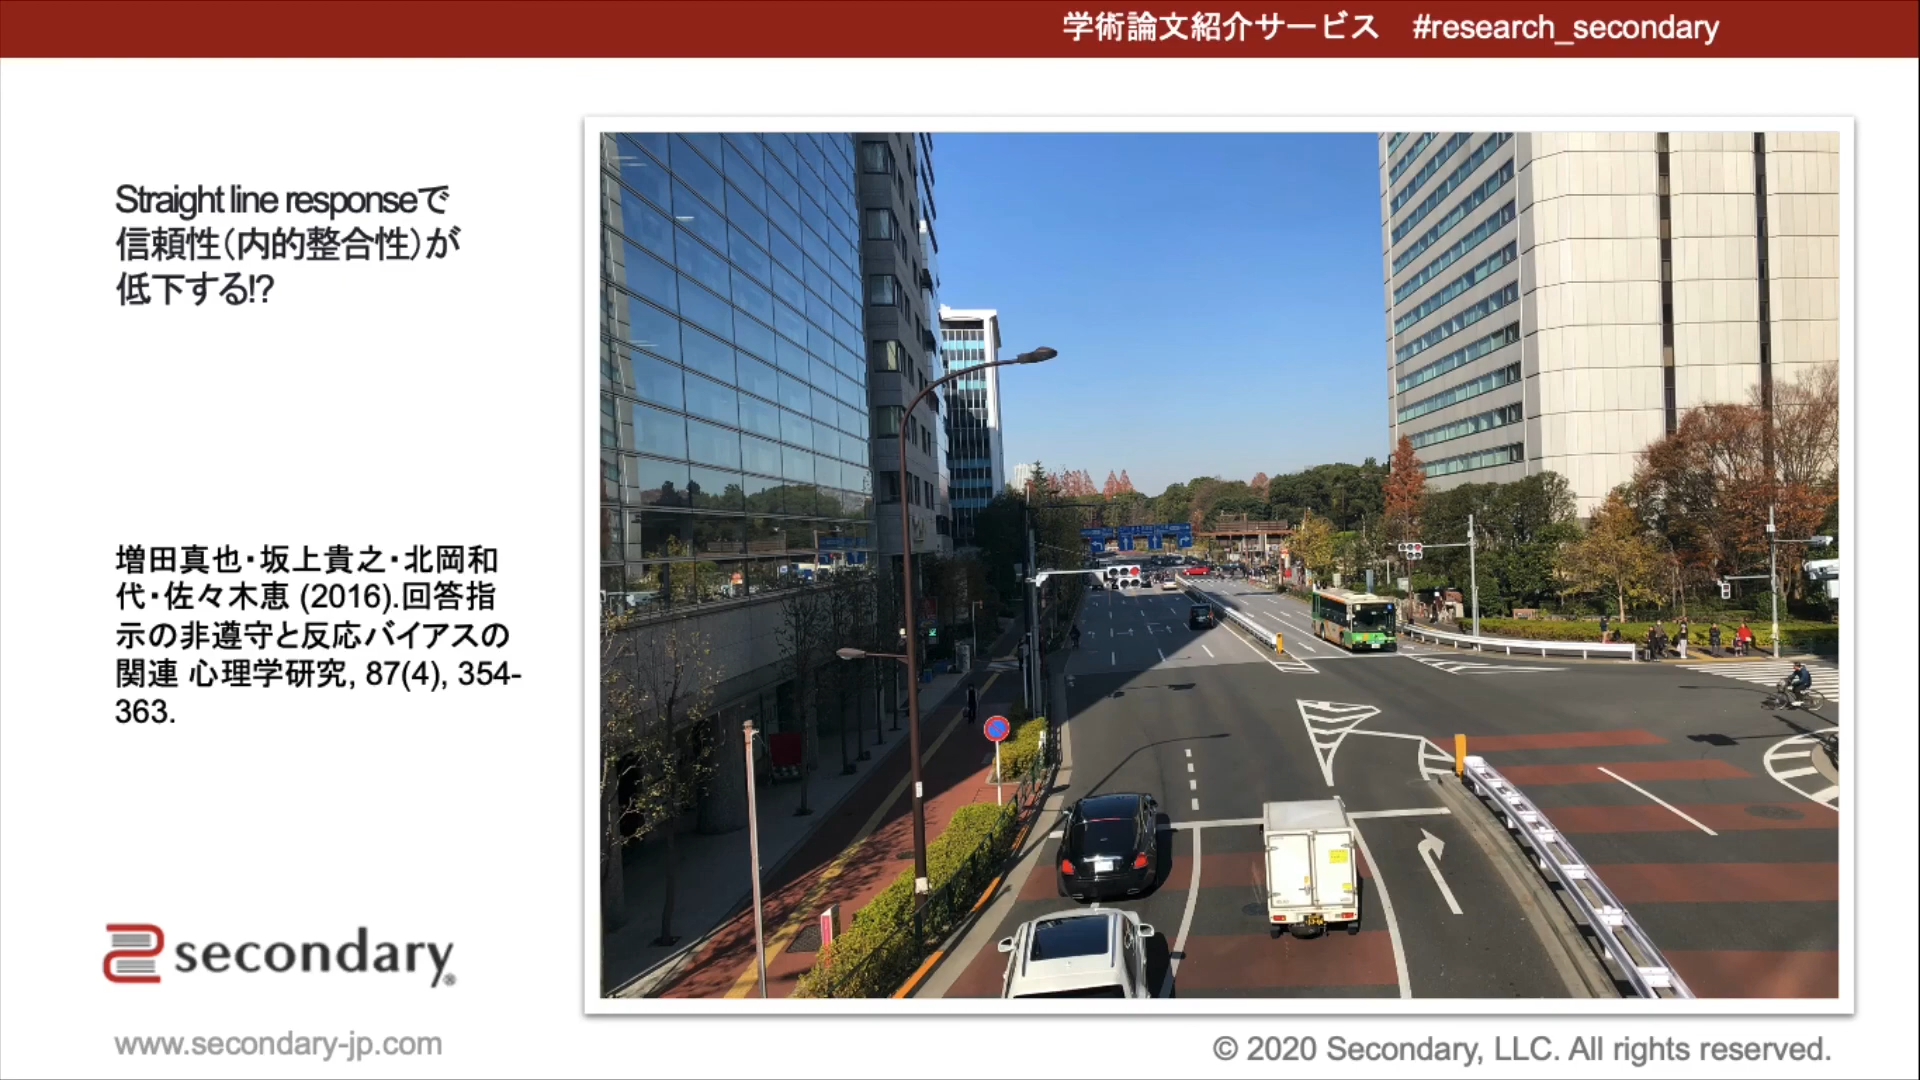 学術論文紹介サービス　#research_secondary
Straight line responseで
信頼性（内的整合性）が
低下する!?
増田真也・坂上貴之・北岡和
代・佐々木恵 (2016).回答指
示の非遵守と反応バイアスの
関連 心理学研究, 87(4), 354-
363.
secondary®
www.secondary-jp.com
© 2020 Secondary, LLC. All rights reserved.